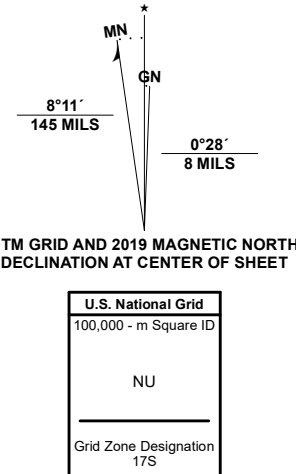 ★
MN
GN
8°11´
145 MILS
0°28´
8 MILS
TM GRID AND 2019 MAGNETIC NORTH
DECLINATION AT CENTER OF SHEET
U.S. National Grid
100,000 - m Square ID
NU
Grid Zone Designation
17S